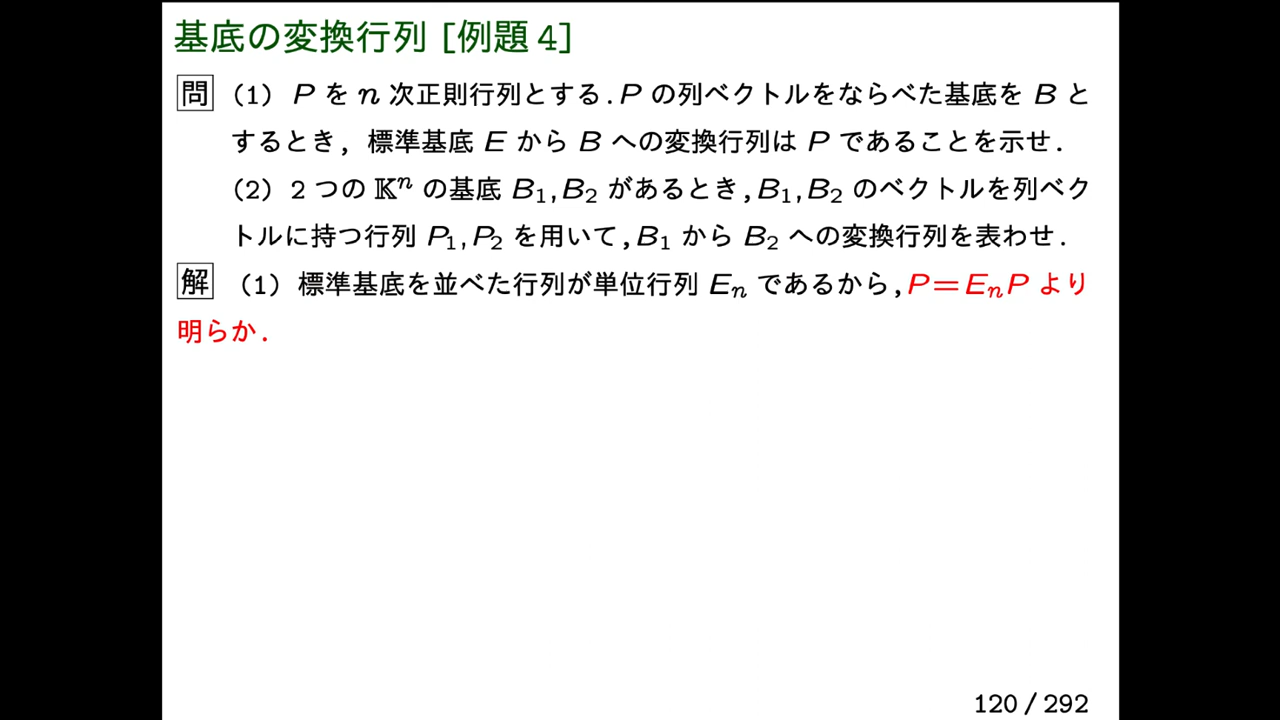 基底の変換行列 [例題 4]
問 (1) P を n 次正則行列とする. P の列ベクトルをならべた基底を B と
するとき, 標準基底 E から B への変換行列は P であることを示せ.
(2) 2 つの 𝕂ⁿ の基底 B₁, B₂ があるとき, B₁, B₂ のベクトルを列ベク
トルに持つ行列 P₁, P₂ を用いて, B₁ から B₂ への変換行列を表わせ.
解 (1) 標準基底を並べた行列が単位行列 Eₙ であるから, P = EₙP より
明らか.
120 / 292